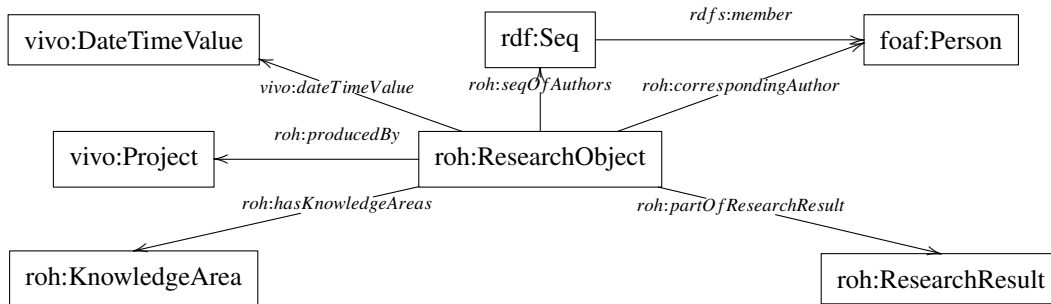 rdfs:member
vivo:DateTimeValue
rdf:Seq
foaf:Person
vivo:dateTimeValue
roh:seqOfAuthors
roh:correspondingAuthor
roh:producedBy
vivo:Project
roh:ResearchObject
roh:hasKnowledgeAreas
roh:partOfResearchResult
roh:KnowledgeArea
roh:ResearchResult